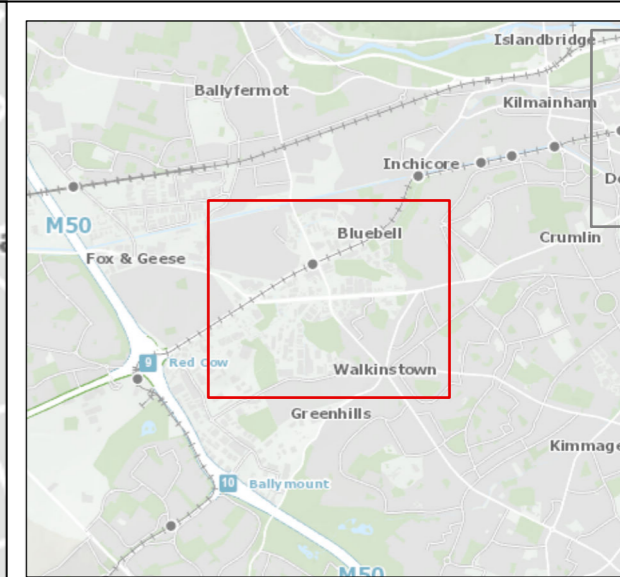 Islandbridge
Ballyfermot
Kilmainham
Inchicore
M50
Bluebell
Crumlin
Fox & Geese
9
Red Cow
Walkinstown
Greenhills
Kimmage
10
Ballymount
M50